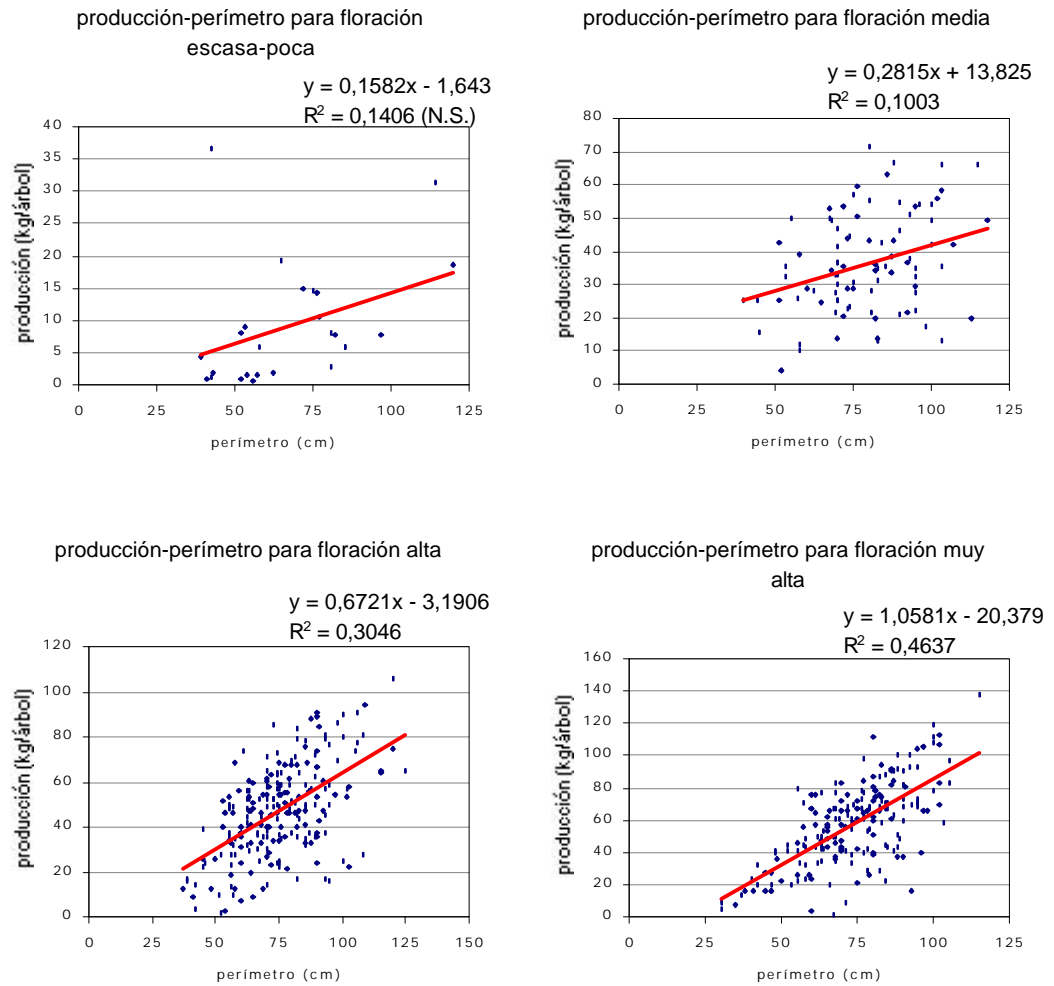 producción-perímetro para floración
escasa-poca
y = 0,1582x - 1,643
R² = 0,1406 (N.S.)
40
35
30
25
20
15
10
5
0
producción (kg/árbol)
0 25 50 75 100 125
perímetro (cm)
producción-perímetro para floración media
y = 0,2815x + 13,825
R² = 0,1003
80
70
60
50
40
30
20
10
0
producción (kg/árbol)
0 25 50 75 100 125
perímetro (cm)
producción-perímetro para floración alta
y = 0,6721x - 3,1906
R² = 0,3046
120
100
80
60
40
20
0
producción (kg/árbol)
0 25 50 75 100 125 150
perímetro (cm)
producción-perímetro para floración muy
alta
y = 1,0581x - 20,379
R² = 0,4637
160
140
120
100
80
60
40
20
0
producción (kg/árbol)
0 25 50 75 100 125
perímetro (cm)